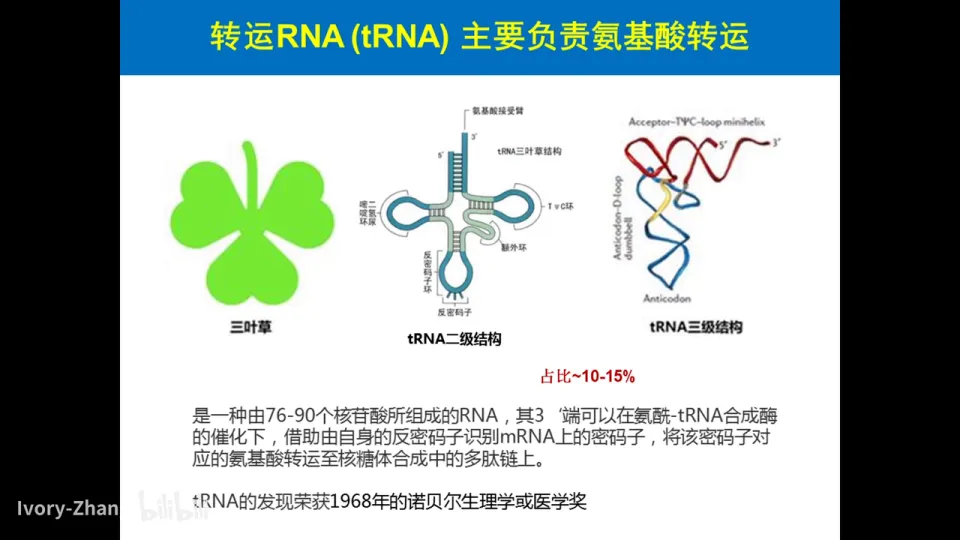 转运RNA (tRNA) 主要负责氨基酸转运
氨基酸接受臂
3′
5′
tRNA三叶草结构
二氢尿
嘧啶环
TψC环
额外环
反密码子环
反密码子
三叶草
tRNA二级结构
Acceptor-TΨC-loop minihelix
5″
3″
Anticodon-D-loop
dumbbell
Anticodon
tRNA三级结构
占比~10-15%
是一种由76-90个核苷酸所组成的RNA，其3‘端可以在氨酰-tRNA合成酶
的催化下，借助由自身的反密码子识别mRNA上的密码子，将该密码子对
应的氨基酸转运至核糖体合成中的多肽链上。
tRNA的发现荣获1968年的诺贝尔生理学或医学奖
Ivory-Zhan
bilibili